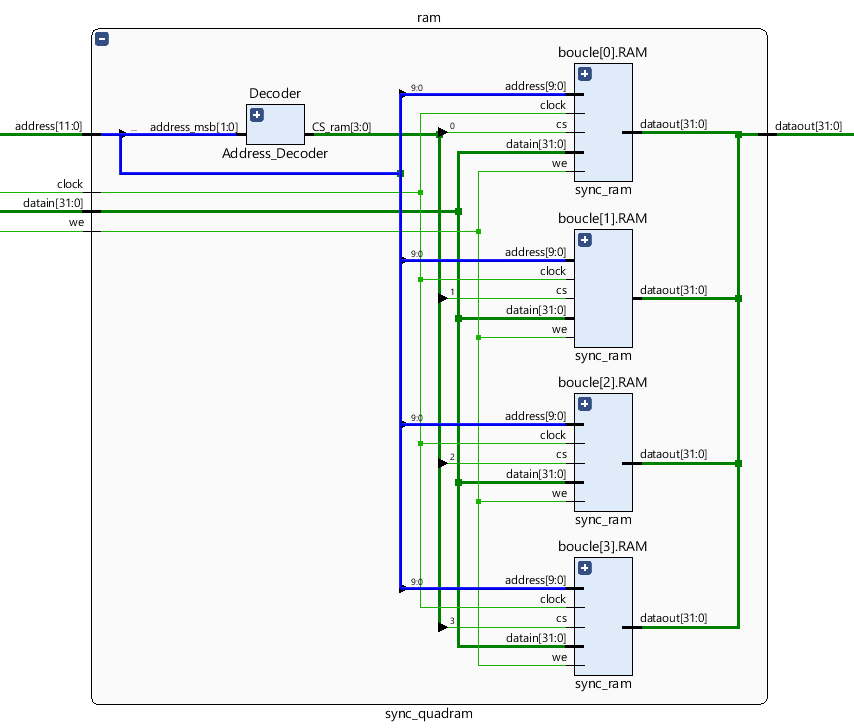 ram
boucle[0].RAM
9:0
address[9:0]
Decoder
clock
address[11:0]
address_msb[1:0]
CS_ram[3:0]
0
cs
dataout[31:0]
dataout[31:0]
Address_Decoder
datain[31:0]
we
clock
sync_ram
datain[31:0]
we
boucle[1].RAM
9:0
address[9:0]
clock
1
cs
dataout[31:0]
datain[31:0]
we
sync_ram
boucle[2].RAM
9:0
address[9:0]
clock
2
cs
dataout[31:0]
datain[31:0]
we
sync_ram
boucle[3].RAM
9:0
address[9:0]
clock
3
cs
dataout[31:0]
datain[31:0]
we
sync_ram
sync_quadram